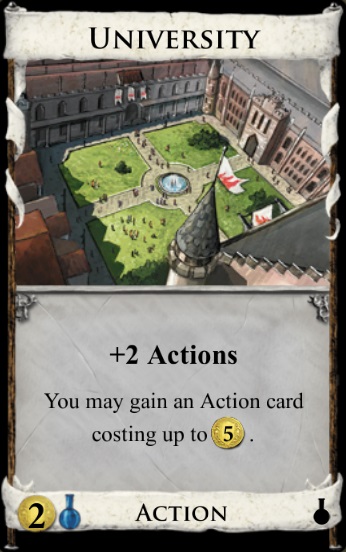 UNIVERSITY
+2 Actions
You may gain an Action card
costing up to 5 .
2 ACTION